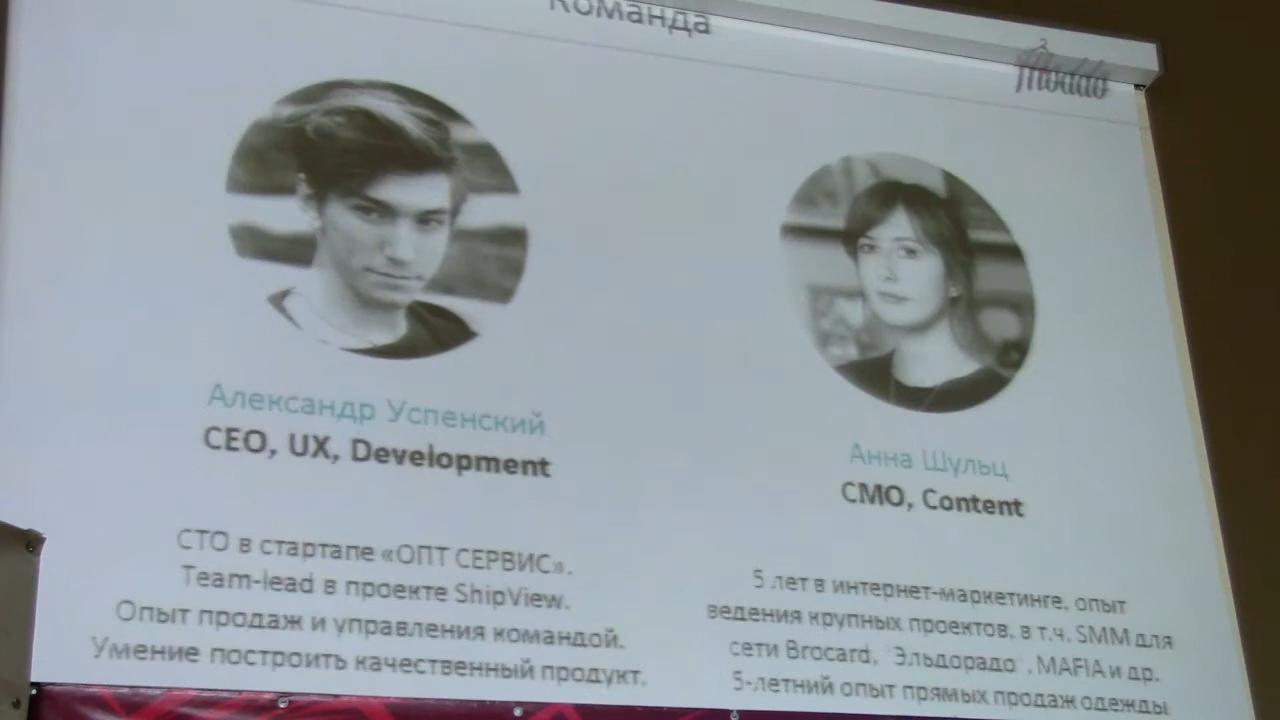 Команда
Moddo
Александр Успенский
CEO, UX, Development
CTO в стартапе «ОПТ СЕРВИС».
Team-lead в проекте ShipView.
Опыт продаж и управления командой.
Умение построить качественный продукт.
Анна Шульц
CMO, Content
5 лет в интернет-маркетинге, опыт
ведения крупных проектов, в т.ч. SMM для
сети Brocard, "Эльдорадо", MAFIA и др.
5-летний опыт прямых продаж одежды